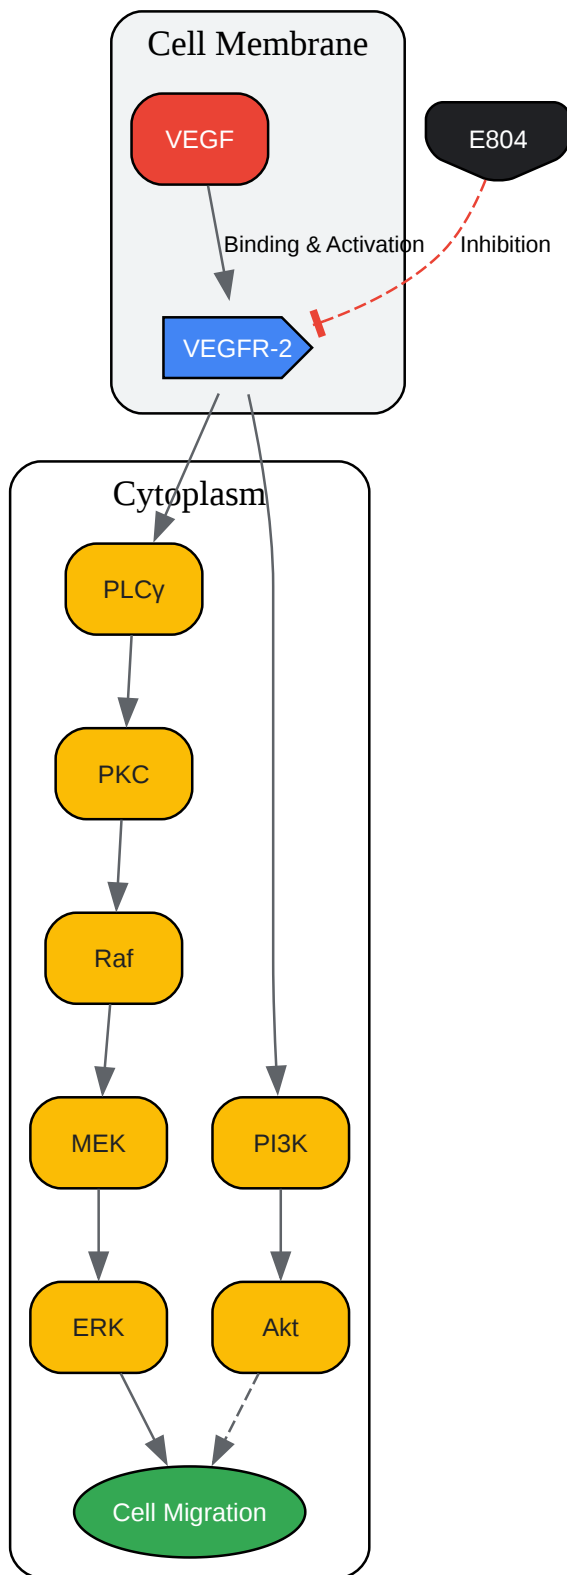 Cell Membrane
VEGF
E804
Binding & Activation
Inhibition
VEGFR-2
Cytoplasm
PLCγ
PKC
Raf
MEK
PI3K
ERK
Akt
Cell Migration